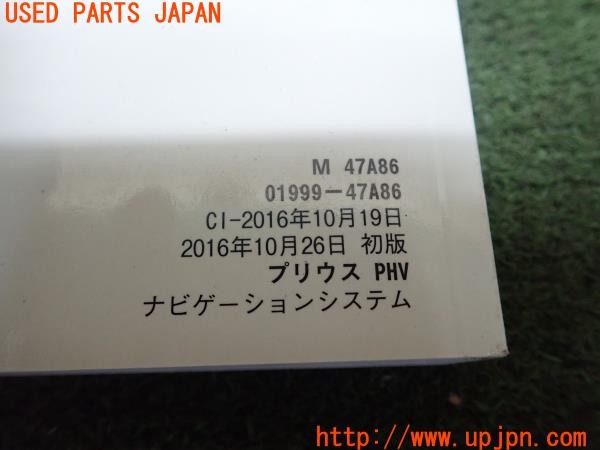 USED PARTS JAPAN
M 47A86
01999-47A86
CI-2016年10月19日
2016年10月26日 初版
プリウス PHV
ナビゲーションシステム
http://www.upjpn.com/